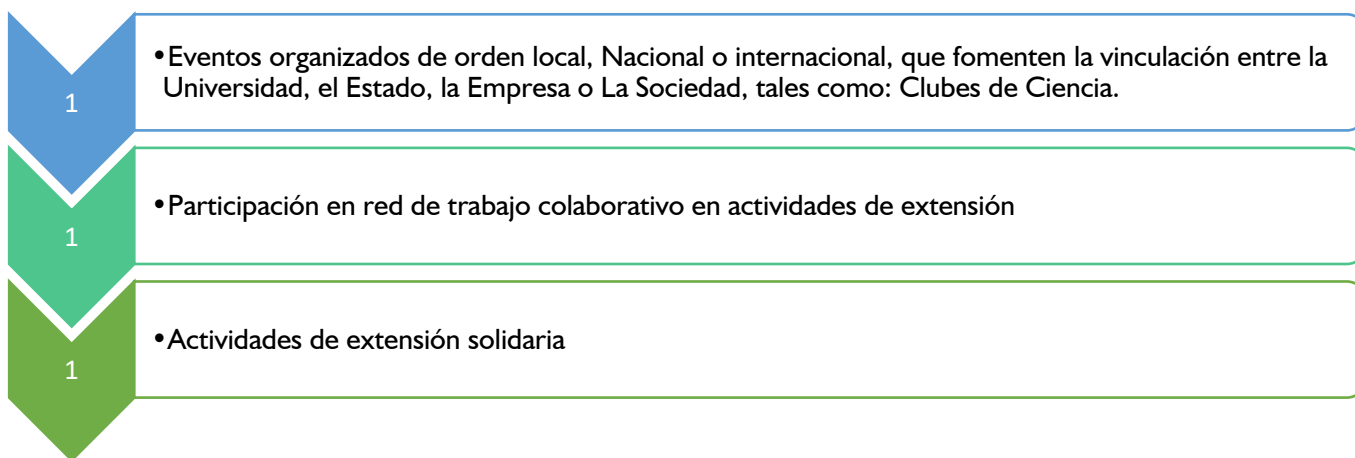 1
•Eventos organizados de orden local, Nacional o internacional, que fomenten la vinculación entre la
Universidad, el Estado, la Empresa o La Sociedad, tales como: Clubes de Ciencia.
1
•Participación en red de trabajo colaborativo en actividades de extensión
1
•Actividades de extensión solidaria